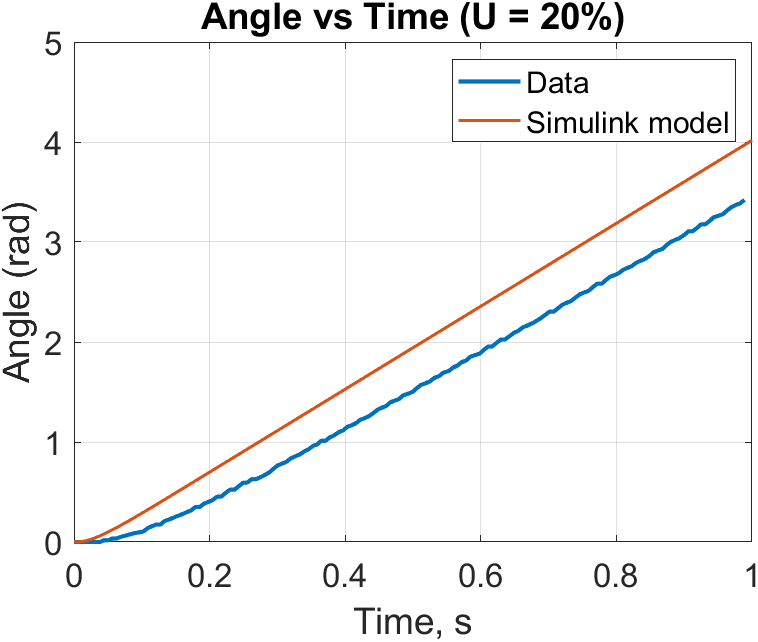 Angle vs Time (U = 20%)
Data
Simulink model
Angle (rad)
5
4
3
2
1
0
0
0.2
0.4
0.6
0.8
1
Time, s